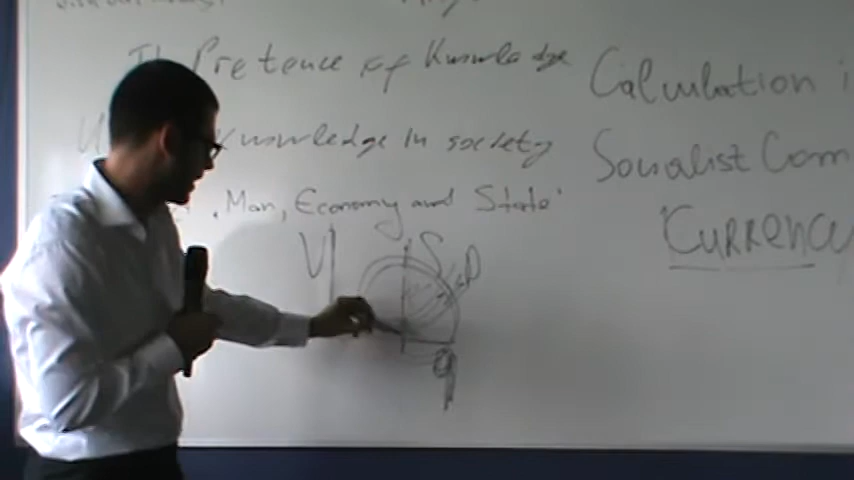 The Pretence of Knowledge
knowledge in society
Man, Economy and State'
Calculation i
Socialist Com
'Currency
V
S
D
q